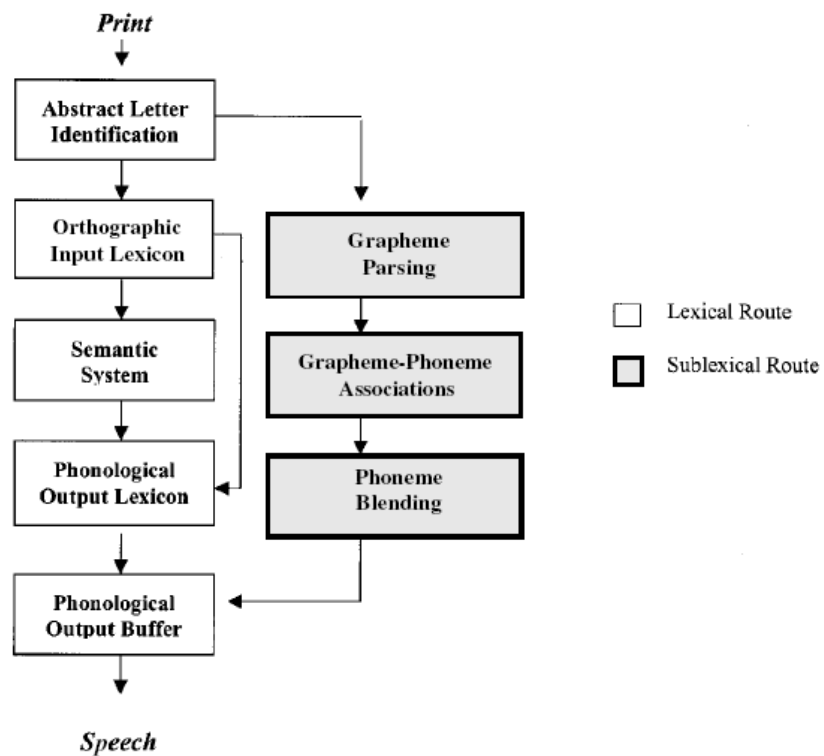 Print
Abstract Letter
Identification
Orthographic
Input Lexicon
Semantic
System
Phonological
Output Lexicon
Phonological
Output Buffer
Speech
Grapheme
Parsing
Grapheme-Phoneme
Associations
Phoneme
Blending
Lexical Route
Sublexical Route